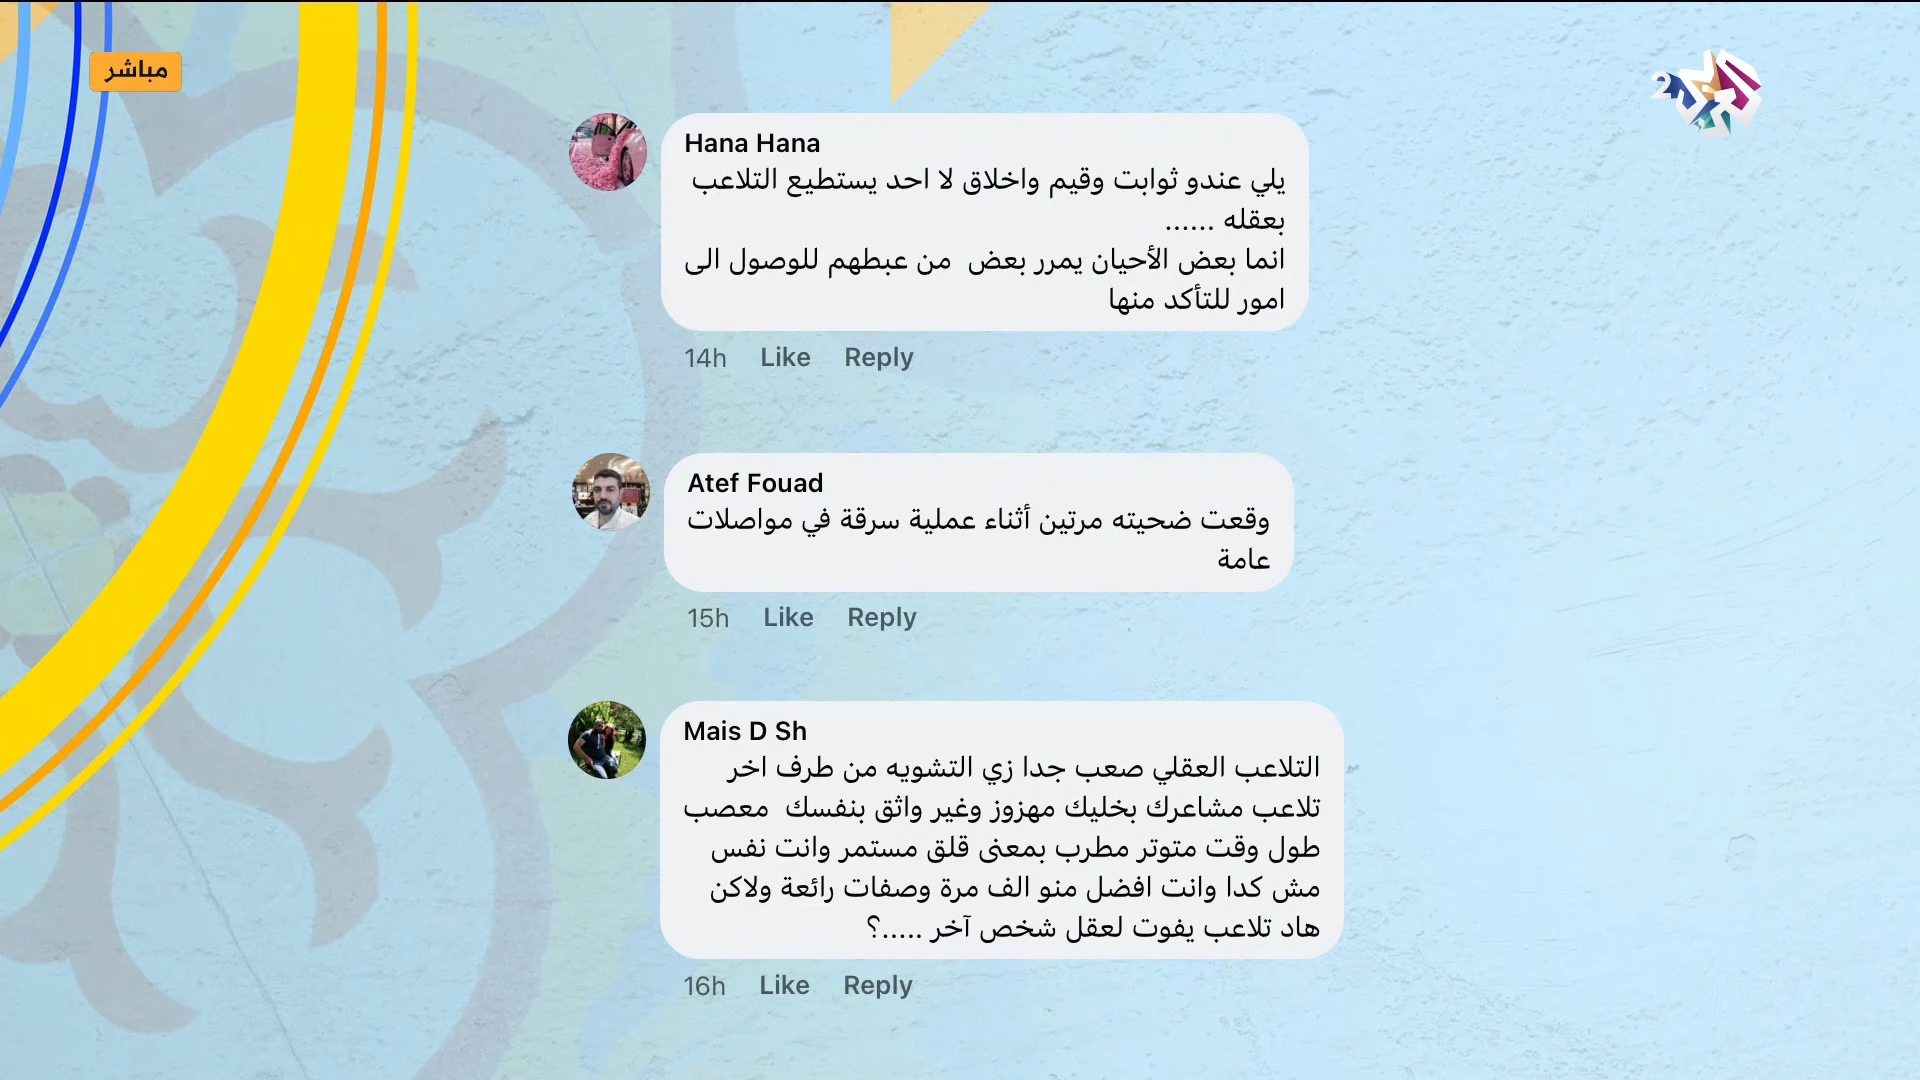 مباشر
Hana Hana
يلي عندو ثوابت وقيم واخلاق لا احد يستطيع التلاعب
بعقله ......
انما بعض الأحيان يمرر بعض  من عبطهم للوصول الى
امور للتأكد منها
14h Like Reply
Atef Fouad
وقعت ضحيته مرتين أثناء عملية سرقة في مواصلات
عامة
15h Like Reply
Mais D Sh
التلاعب العقلي صعب جدا زي التشويه من طرف اخر
تلاعب مشاعرك بخليك مهزوز وغير واثق بنفسك  معصب
طول وقت متوتر مطرب بمعنى قلق مستمر وانت نفس
مش كدا وانت افضل منو الف مرة وصفات رائعة ولاكن
هاد تلاعب يفوت لعقل شخص آخر .....؟
16h Like Reply